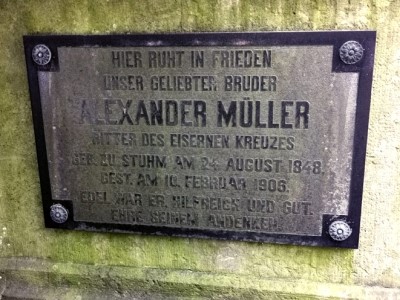 HIER RUHT IN FRIEDEN
UNSER GELIEBTER BRUDER
ALEXANDER MÜLLER
RITTER DES EISERNEN KREUZES
GEB. ZU STUHM AM 24. AUGUST 1848.
GEST. AM 10. FEBRUAR 1906.
EDEL WAR ER, HILFREICH UND GUT.
EHRE SEINEM ANDENKEN.